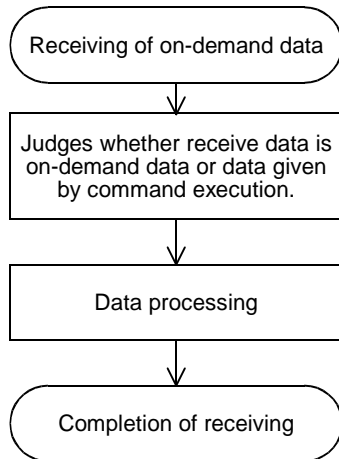 Receiving of on-demand data
Judges whether receive data is
on-demand data or data given
by command execution.
Data processing
Completion of receiving